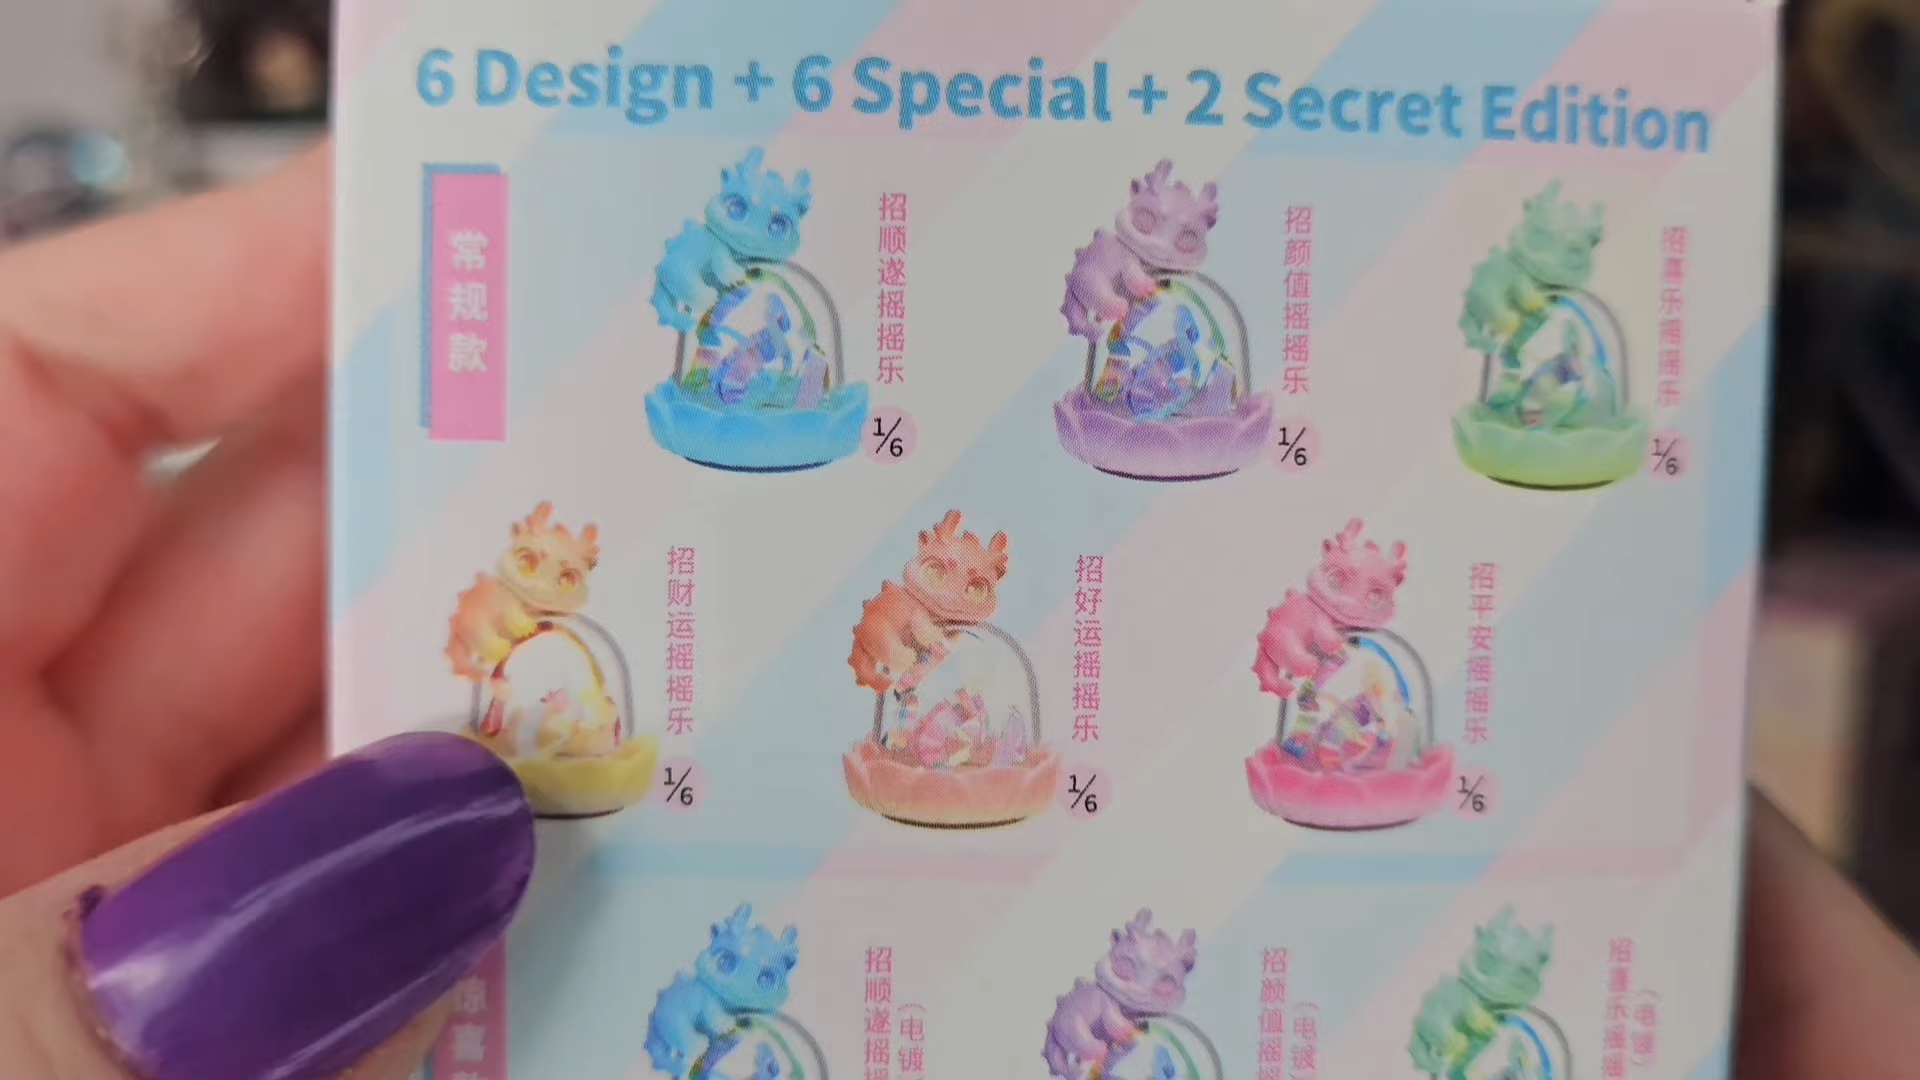 6 Design + 6 Special + 2 Secret Edition
常规款
招顺遂摇摇乐
1/6
招颜值摇摇乐
1/6
招喜乐摇摇乐
1/6
招财运摇摇乐
1/6
招好运摇摇乐
1/6
招平安摇摇乐
1/6
惊喜
招顺遂摇
(电镀)
招颜值摇
(电镀)
招喜乐摇摇
(电镀)